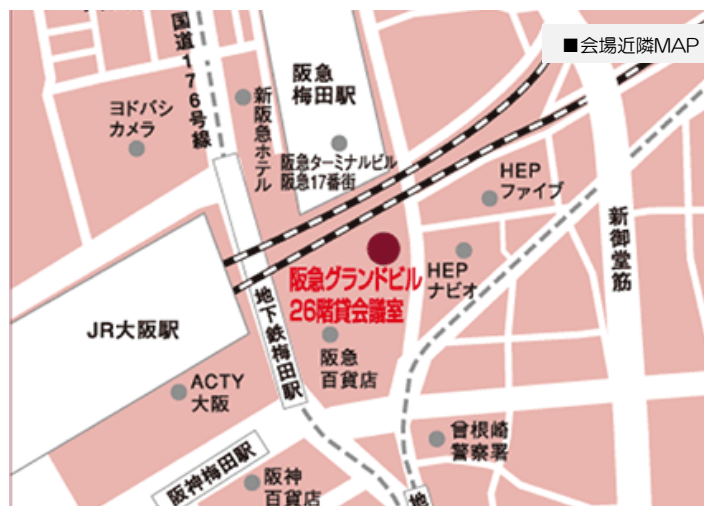 ■会場近隣MAP
国道176号線
阪急
梅田駅
ヨドバシ
カメラ
新阪急ホテル
阪急ターミナルビル
阪急17番街
HEP
ファイブ
新御堂筋
HEP
ナビオ
阪急グランドビル
26階貸会議室
JR大阪駅
地下鉄梅田駅
阪急
百貨店
ACTY
大阪
曾根崎
警察署
阪神梅田駅
阪神
百貨店
地